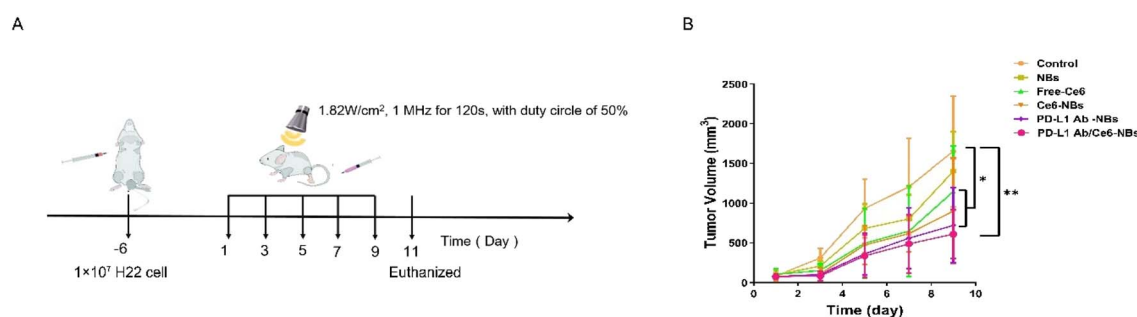 A
1.82W/cm², 1 MHz for 120s, with duty circle of 50%
-6
1
3
5
7
9
11
Time ( Day )
1×10⁷ H22 cell
Euthanized
B
Control
NBs
Free-Ce6
Ce6-NBs
PD-L1 Ab -NBs
PD-L1 Ab/Ce6-NBs
Tumor Volume (mm³)
2500
2000
1500
1000
500
0
*
**
0
2
4
6
8
10
Time (day)